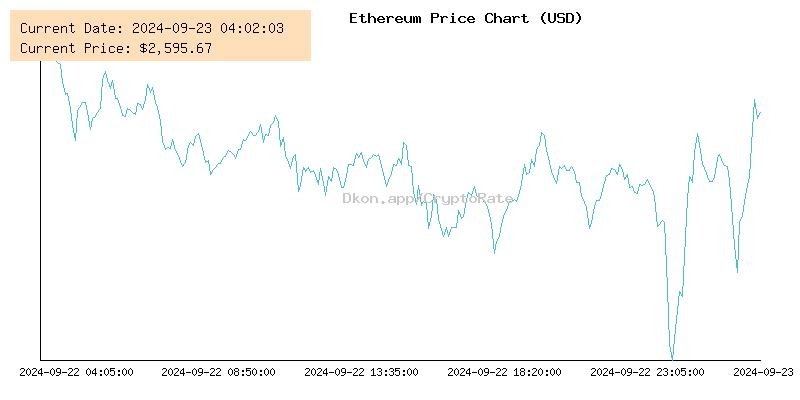 Ethereum Price Chart (USD)
Current Date: 2024-09-23 04:02:03
Current Price: $2,595.67
Dkon.app/CryptoRate
2024-09-22 04:05:00 2024-09-22 08:50:00 2024-09-22 13:35:00 2024-09-22 18:20:00 2024-09-22 23:05:00 2024-09-23